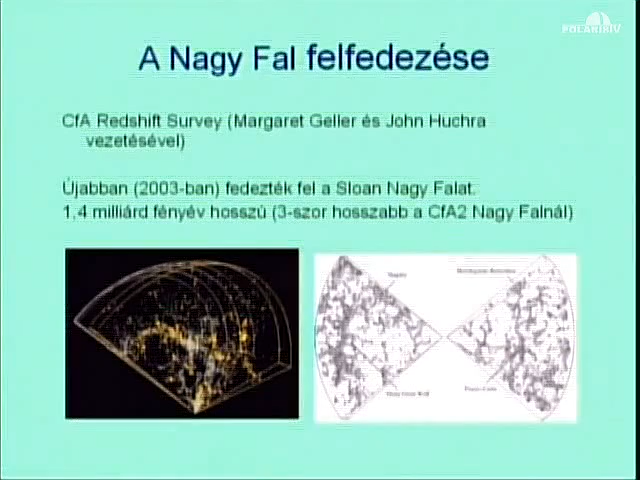 POLARISTV
A Nagy Fal felfedezése
CfA Redshift Survey (Margaret Geller és John Huchra
vezetésével)
Újabban (2003-ban) fedezték fel a Sloan Nagy Falat.
1,4 milliárd fényév hosszú (3-szor hosszabb a CfA2 Nagy Falnál)